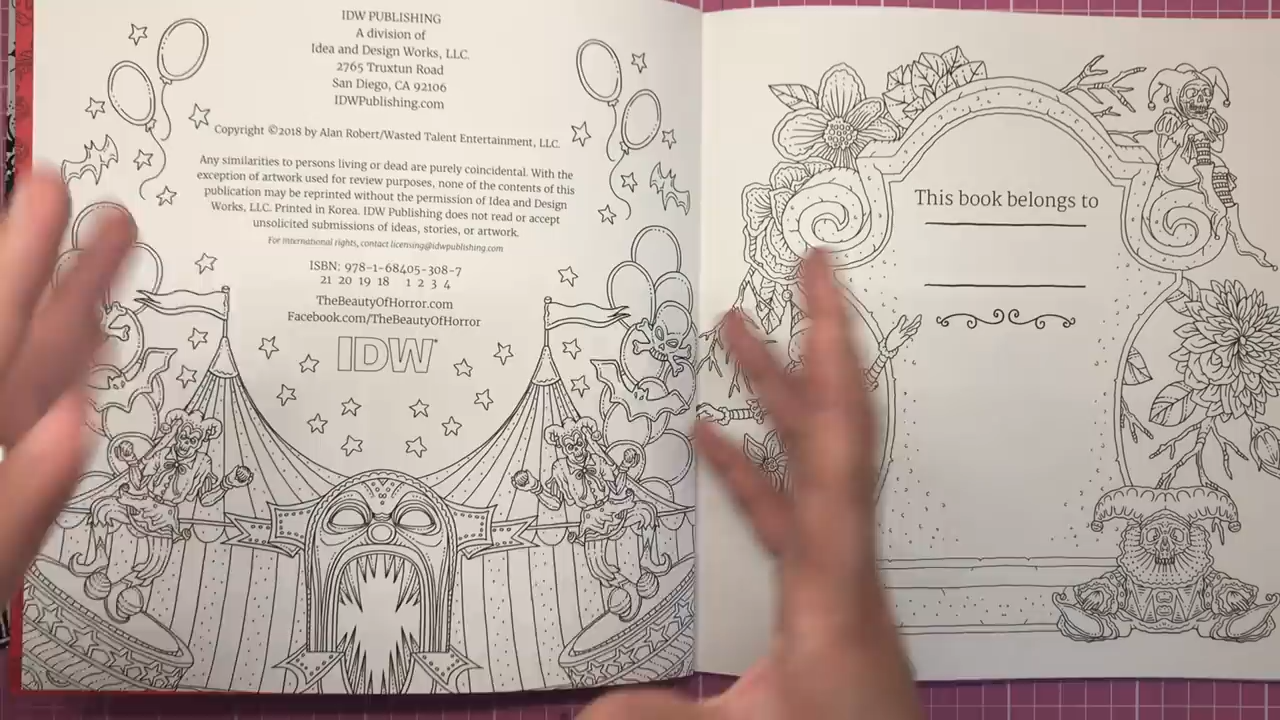 IDW PUBLISHING
A division of
Idea and Design Works, LLC.
2765 Truxtun Road
San Diego, CA 92106
IDWPublishing.com
Copyright ©2018 by Alan Robert/Wasted Talent Entertainment, LLC.
Any similarities to persons living or dead are purely coincidental. With the
exception of artwork used for review purposes, none of the contents of this
publication may be reprinted without the permission of Idea and Design
Works, LLC. Printed in Korea. IDW Publishing does not read or accept
unsolicited submissions of ideas, stories, or artwork.
For international rights, contact licensing@idwpublishing.com
ISBN: 978-1-68405-308-7
21 20 19 18 1 2 3 4
TheBeautyOfHorror.com
Facebook.com/TheBeautyOfHorror
IDW
This book belongs to